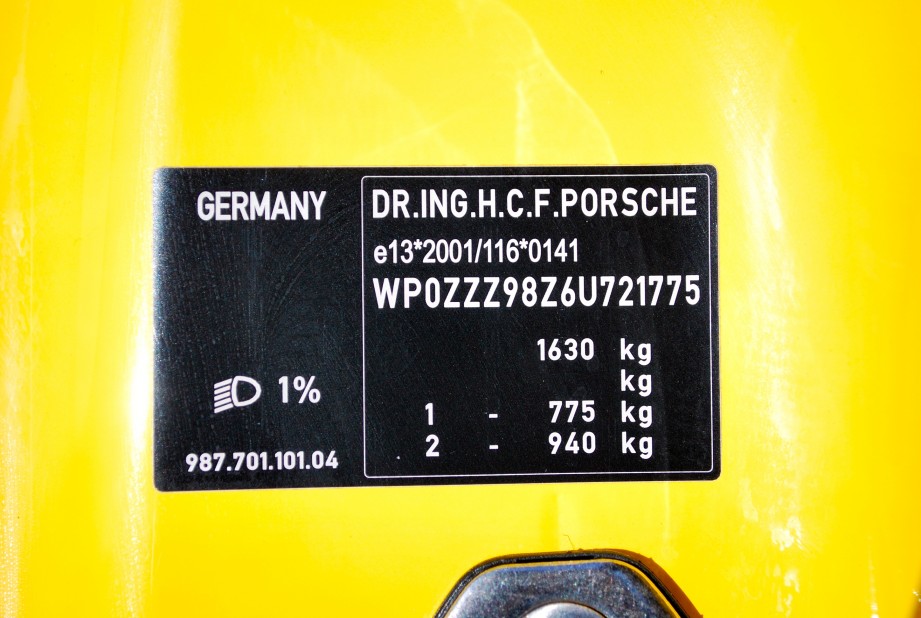 GERMANY
DR.ING.H.C.F.PORSCHE
e13*2001/116*0141
WP0ZZZ98Z6U721775
1630 kg
kg
1 - 775 kg
2 - 940 kg
1%
987.701.101.04